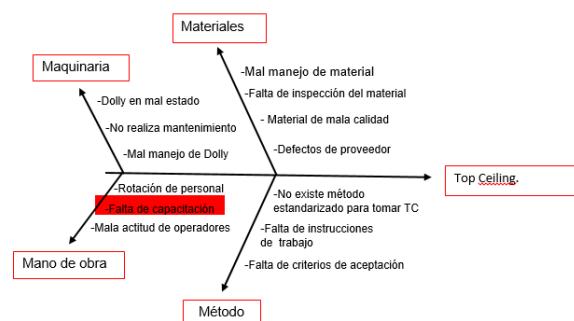 Materiales
Maquinaria
-Mal manejo de material
-Falta de inspección del material
- Material de mala calidad
-Defectos de proveedor
-Dolly en mal estado
-No realiza mantenimiento
-Mal manejo de Dolly
Top Ceiling.
-Rotación de personal
-Falta de capacitación
-Mala actitud de operadores
Mano de obra
-No existe método
estandarizado para tomar TC
-Falta de instrucciones
de trabajo
-Falta de criterios de aceptación
Método